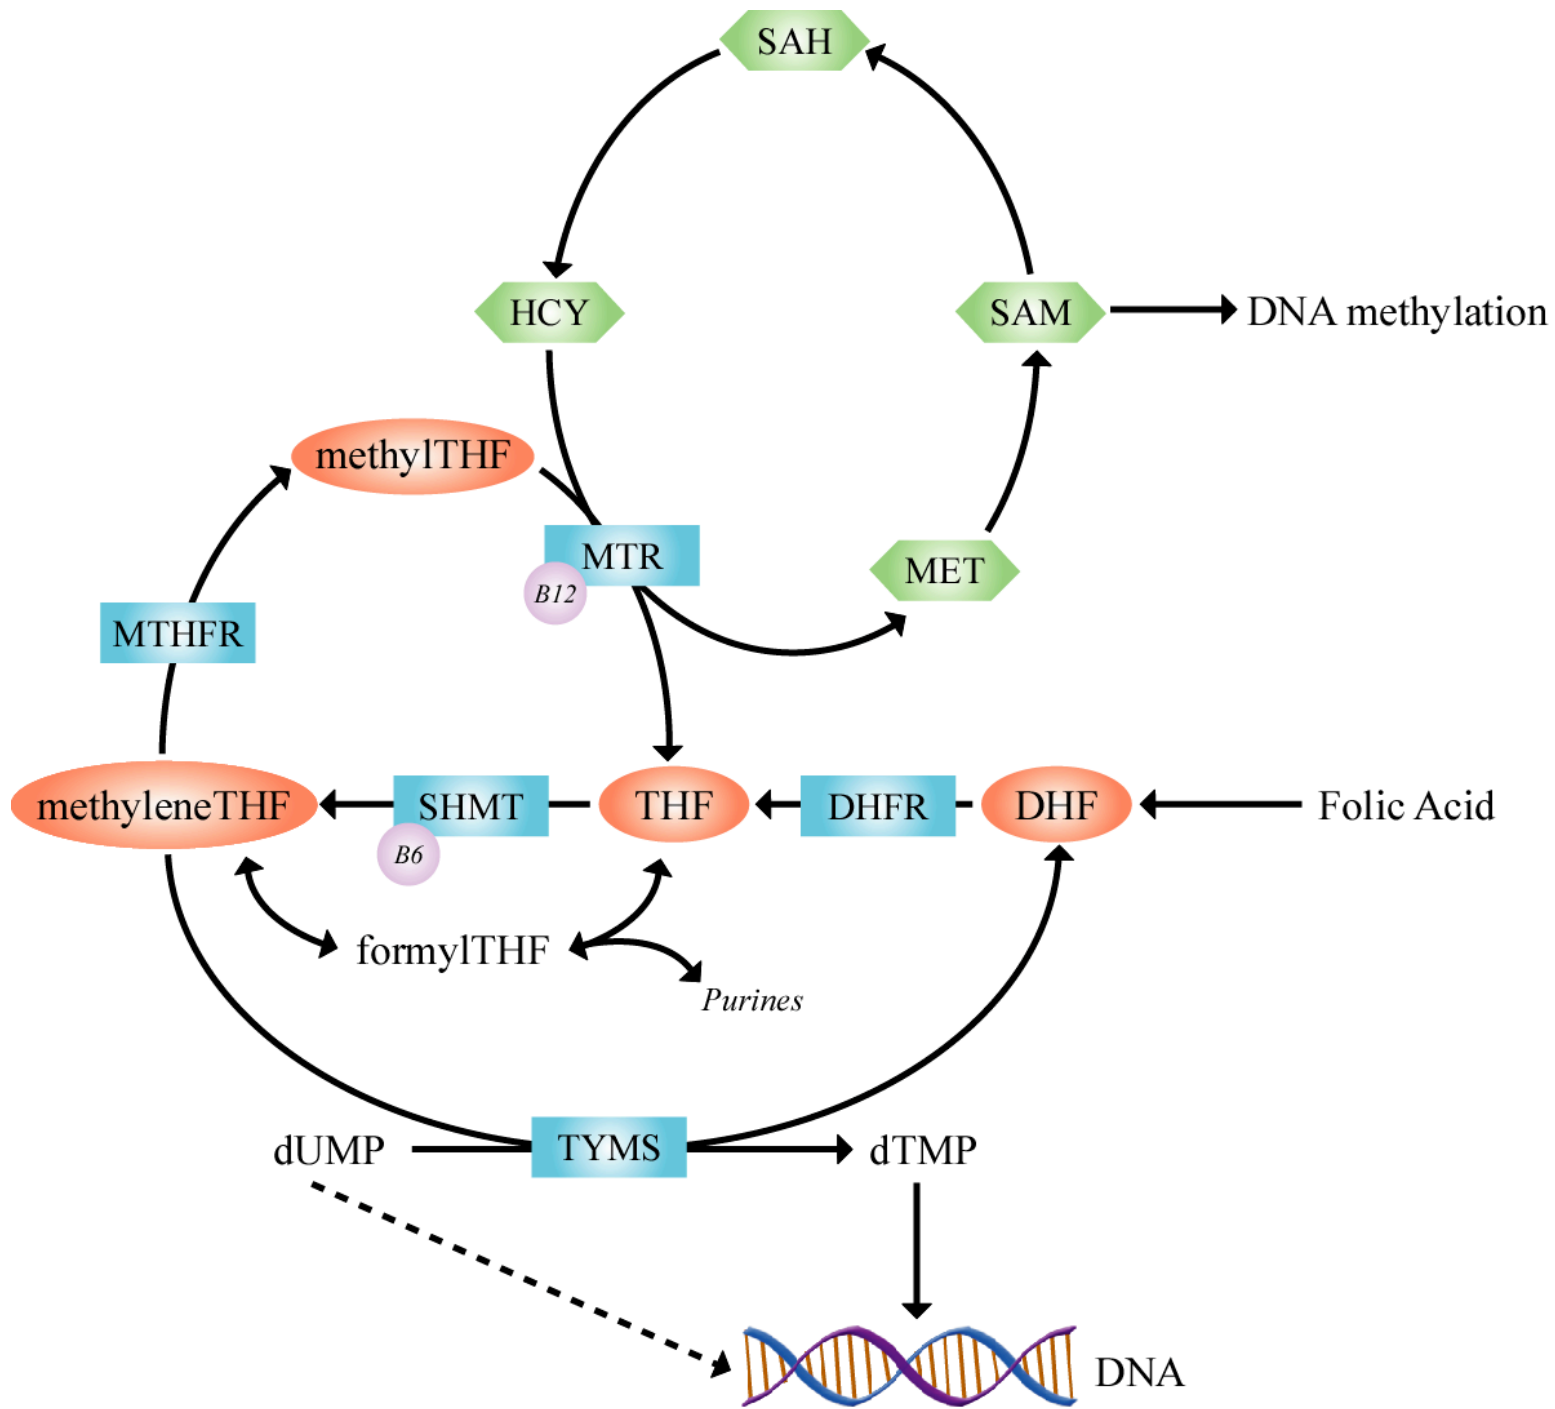 SAH
HCY
SAM
DNA methylation
methylTHF
MTR
B12
MET
MTHFR
methyleneTHF
SHMT
B6
THF
DHFR
DHF
Folic Acid
formylTHF
Purines
dUMP
TYMS
dTMP
DNA